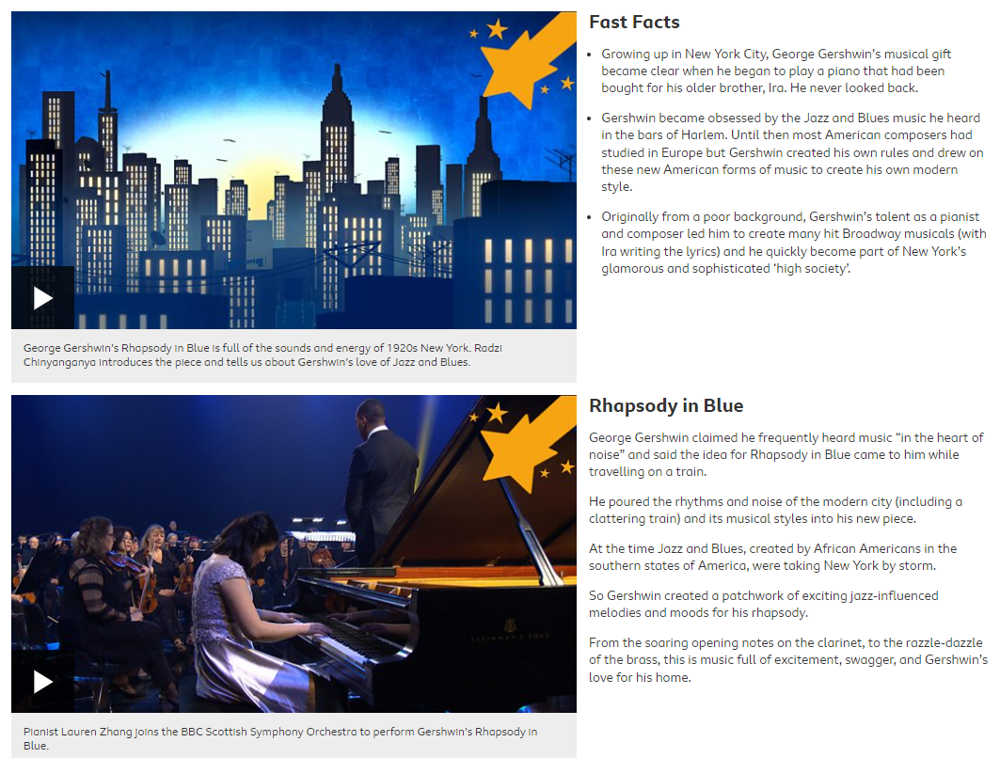 Fast Facts
• Growing up in New York City, George Gershwin's musical gift
became clear when he began to play a piano that had been
bought for his older brother, Ira. He never looked back.
• Gershwin became obsessed by the Jazz and Blues music he heard
in the bars of Harlem. Until then most American composers had
studied in Europe but Gershwin created his own rules and drew on
these new American forms of music to create his own modern
style.
• Originally from a poor background, Gershwin's talent as a pianist
and composer led him to create many hit Broadway musicals (with
Ira writing the lyrics) and he quickly become part of New York's
glamorous and sophisticated 'high society'.
George Gershwin's Rhapsody in Blue is full of the sounds and energy of 1920s New York. Radzi
Chinyanganya introduces the piece and tells us about Gershwin's love of Jazz and Blues.
Rhapsody in Blue
George Gershwin claimed he frequently heard music "in the heart of
noise" and said the idea for Rhapsody in Blue came to him while
travelling on a train.
He poured the rhythms and noise of the modern city (including a
clattering train) and its musical styles into his new piece.
At the time Jazz and Blues, created by African Americans in the
southern states of America, were taking New York by storm.
So Gershwin created a patchwork of exciting jazz-influenced
melodies and moods for his rhapsody.
From the soaring opening notes on the clarinet, to the razzle-dazzle
of the brass, this is music full of excitement, swagger, and Gershwin's
love for his home.
STEINWAY & SONS
Pianist Lauren Zhang joins the BBC Scottish Symphony Orchestra to perform Gershwin's Rhapsody in
Blue.